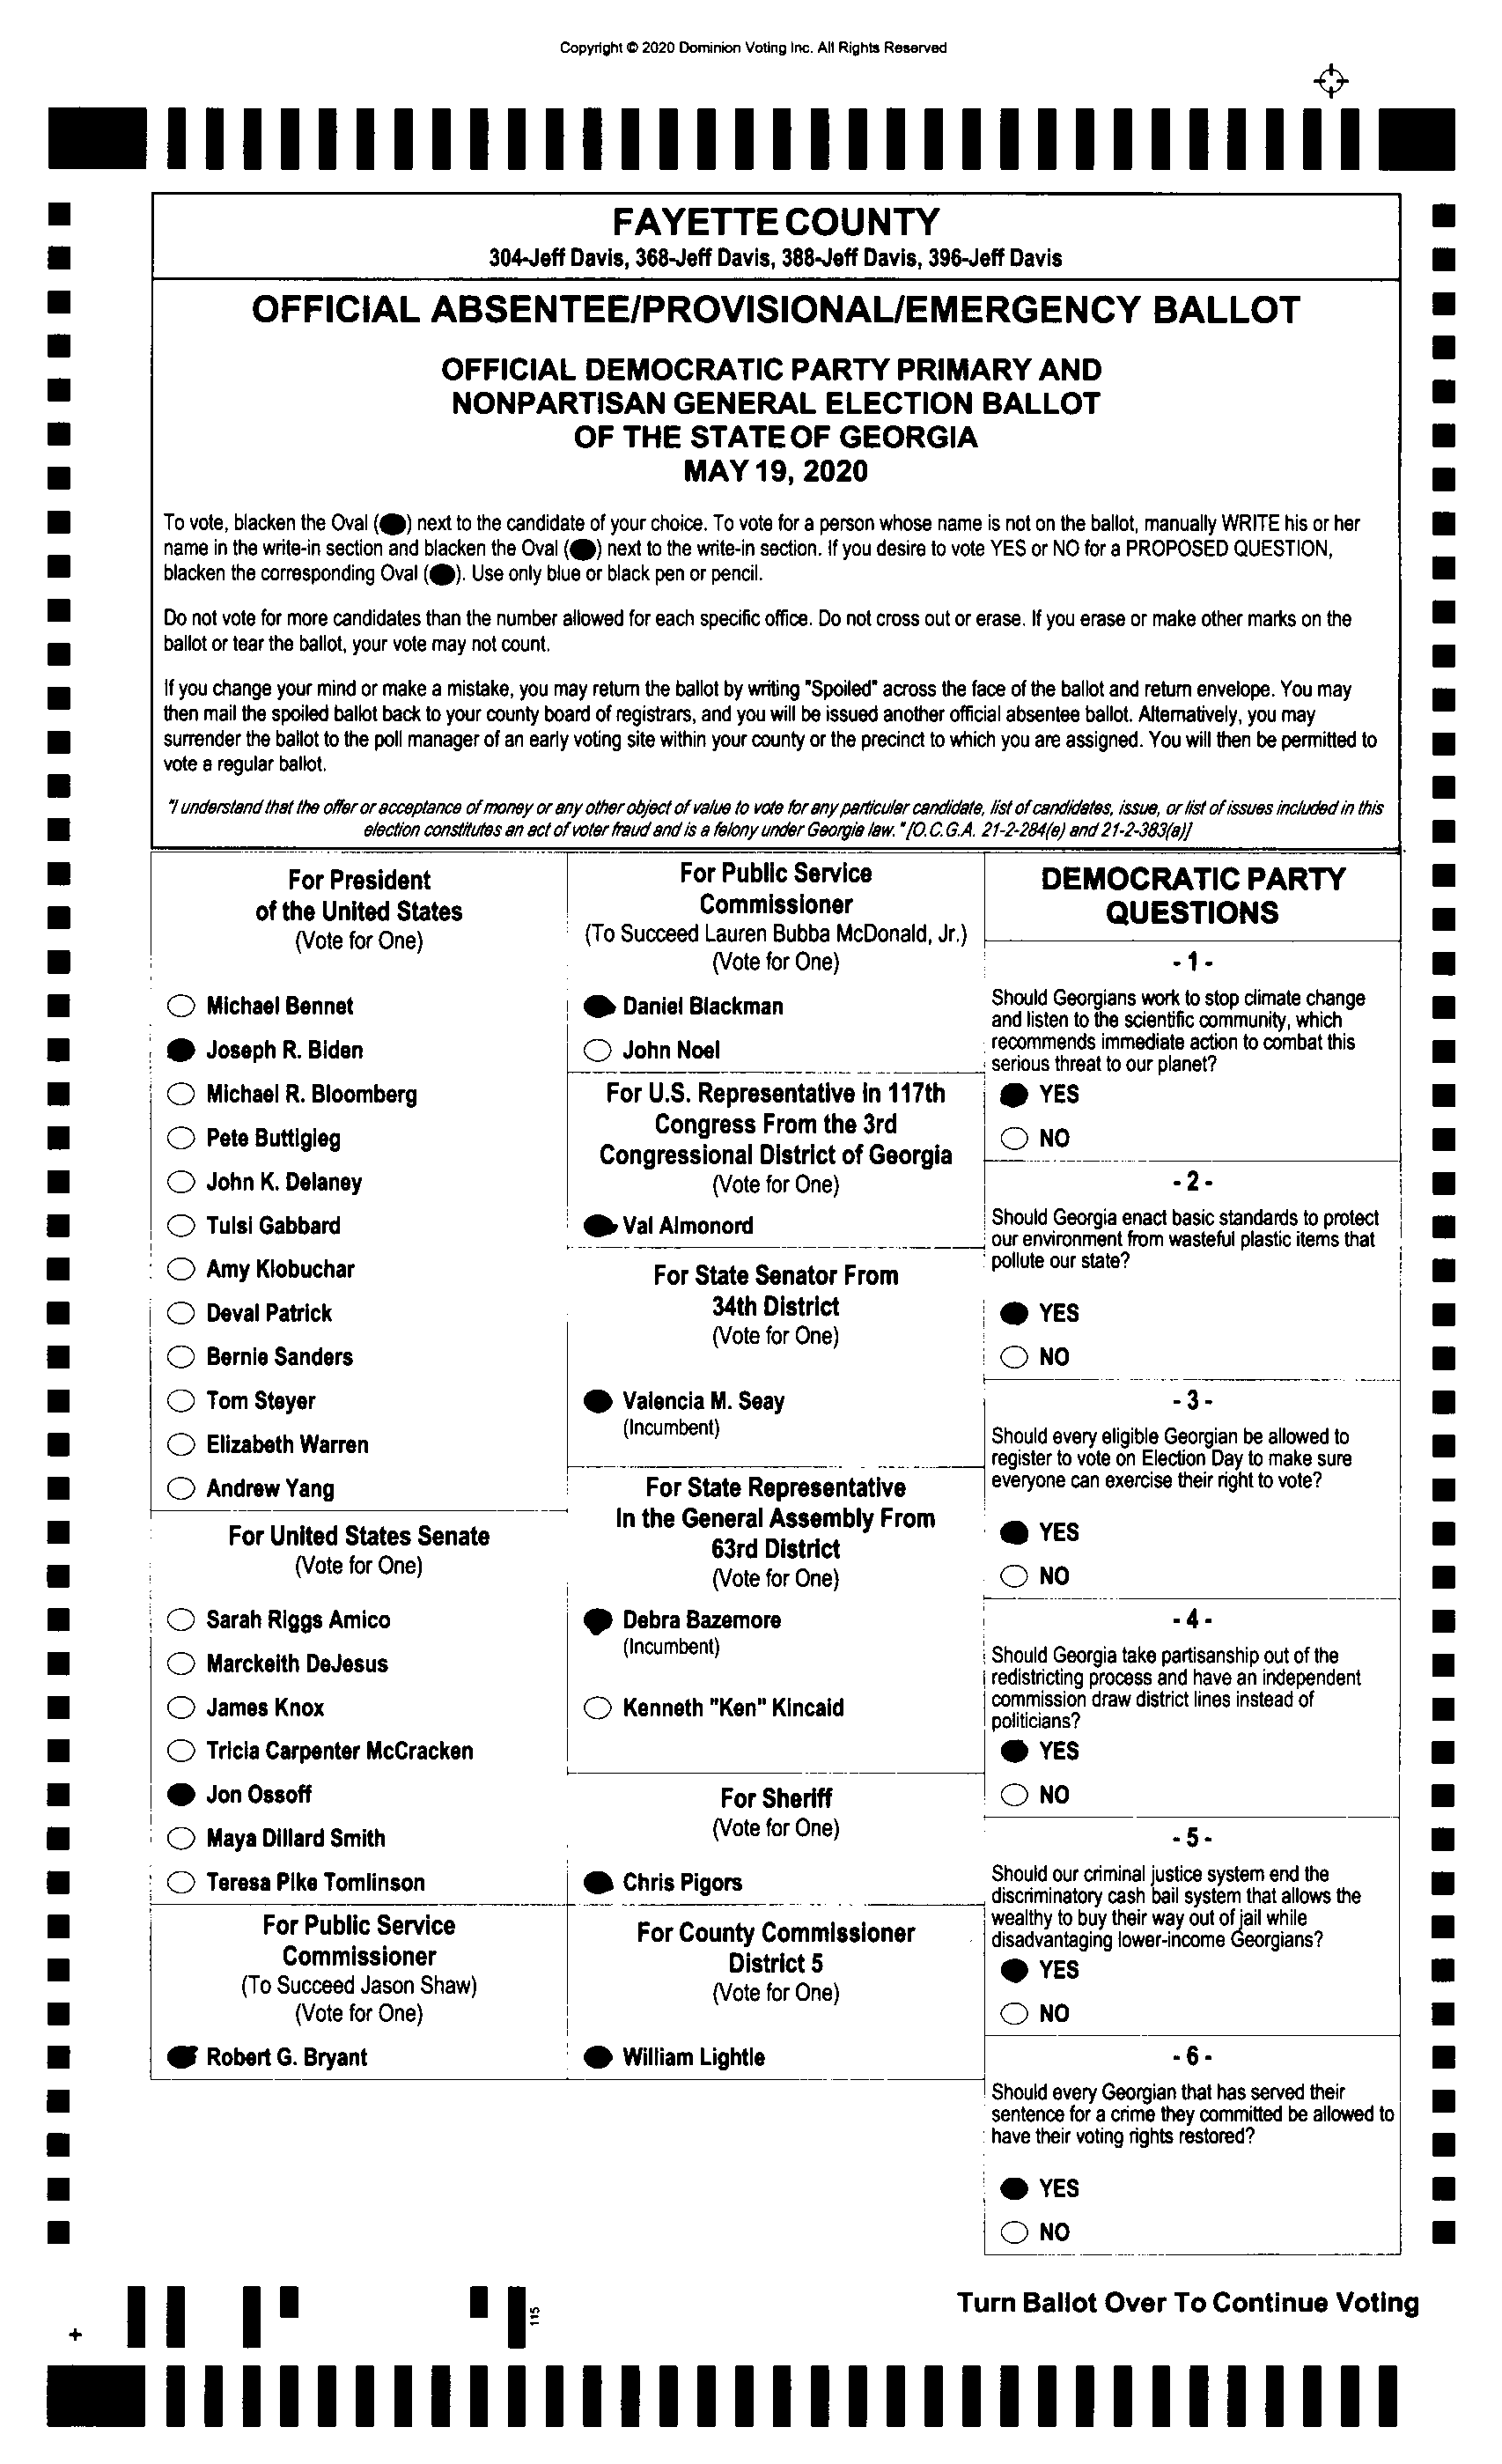 Copyright © 2020 Dominion Voting Inc. All Rights Reserved
FAYETTE COUNTY
304-Jeff Davis, 368-Jeff Davis, 388-Jeff Davis, 396-Jeff Davis
OFFICIAL ABSENTEE/PROVISIONAL/EMERGENCY BALLOT
OFFICIAL DEMOCRATIC PARTY PRIMARY AND
NONPARTISAN GENERAL ELECTION BALLOT
OF THE STATE OF GEORGIA
MAY 19, 2020
To vote, blacken the Oval ( ) next to the candidate of your choice. To vote for a person whose name is not on the ballot, manually WRITE his or her
name in the write-in section and blacken the Oval ( ) next to the write-in section. If you desire to vote YES or NO for a PROPOSED QUESTION,
blacken the corresponding Oval ( ). Use only blue or black pen or pencil.
Do not vote for more candidates than the number allowed for each specific office. Do not cross out or erase. If you erase or make other marks on the
ballot or tear the ballot, your vote may not count.
If you change your mind or make a mistake, you may return the ballot by writing "Spoiled" across the face of the ballot and return envelope. You may
then mail the spoiled ballot back to your county board of registrars, and you will be issued another official absentee ballot. Alternatively, you may
surrender the ballot to the poll manager of an early voting site within your county or the precinct to which you are assigned. You will then be permitted to
vote a regular ballot.
"I understand that the offer or acceptance of money or any other object of value to vote for any particular candidate, list of candidates, issue, or list of issues included in this
election constitutes an act of voter fraud and is a felony under Georgia law." [O.C.G.A. 21-2-284(e) and 21-2-383(a)]
For President
of the United States
(Vote for One)
Michael Bennet
Joseph R. Biden
Michael R. Bloomberg
Pete Buttigieg
John K. Delaney
Tulsi Gabbard
Amy Klobuchar
Deval Patrick
Bernie Sanders
Tom Steyer
Elizabeth Warren
Andrew Yang
For United States Senate
(Vote for One)
Sarah Riggs Amico
Marckeith DeJesus
James Knox
Tricia Carpenter McCracken
Jon Ossoff
Maya Dillard Smith
Teresa Pike Tomlinson
For Public Service
Commissioner
(To Succeed Jason Shaw)
(Vote for One)
Robert G. Bryant
For Public Service
Commissioner
(To Succeed Lauren Bubba McDonald, Jr.)
(Vote for One)
Daniel Blackman
John Noel
For U.S. Representative in 117th
Congress From the 3rd
Congressional District of Georgia
(Vote for One)
Val Almonord
For State Senator From
34th District
(Vote for One)
Valencia M. Seay
(Incumbent)
For State Representative
In the General Assembly From
63rd District
(Vote for One)
Debra Bazemore
(Incumbent)
Kenneth "Ken" Kincaid
For Sheriff
(Vote for One)
Chris Pigors
For County Commissioner
District 5
(Vote for One)
William Lightle
DEMOCRATIC PARTY
QUESTIONS
- 1 -
Should Georgians work to stop climate change
and listen to the scientific community, which
recommends immediate action to combat this
serious threat to our planet?
YES
NO
- 2 -
Should Georgia enact basic standards to protect
our environment from wasteful plastic items that
pollute our state?
YES
NO
- 3 -
Should every eligible Georgian be allowed to
register to vote on Election Day to make sure
everyone can exercise their right to vote?
YES
NO
- 4 -
Should Georgia take partisanship out of the
redistricting process and have an independent
commission draw district lines instead of
politicians?
YES
NO
- 5 -
Should our criminal justice system end the
discriminatory cash bail system that allows the
wealthy to buy their way out of jail while
disadvantaging lower-income Georgians?
YES
NO
- 6 -
Should every Georgian that has served their
sentence for a crime they committed be allowed to
have their voting rights restored?
YES
NO
115
Turn Ballot Over To Continue Voting